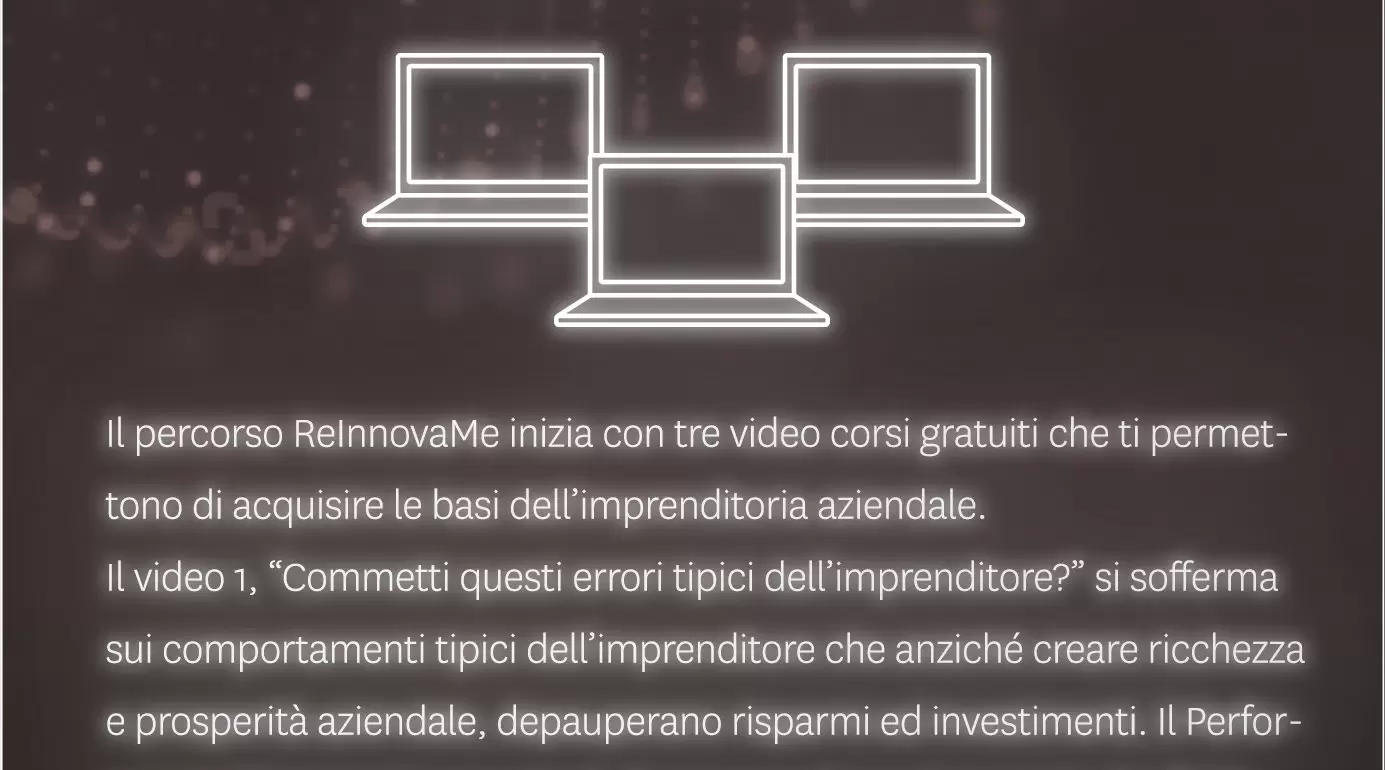 Il percorso ReInnovaMe inizia con tre video corsi gratuiti che ti permet-
tono di acquisire le basi dell’imprenditoria aziendale.
Il video 1, “Commetti questi errori tipici dell’imprenditore?” si sofferma
sui comportamenti tipici dell’imprenditore che anziché creare ricchezza
e prosperità aziendale, depauperano risparmi ed investimenti. Il Perfor-